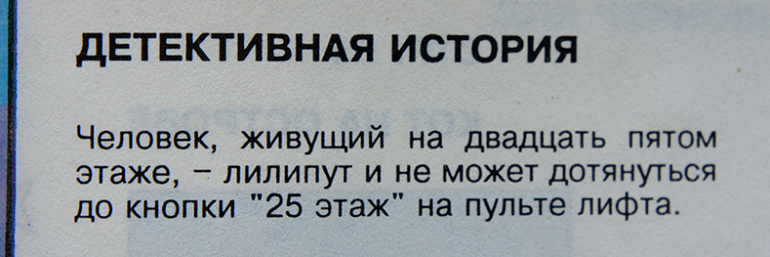 ДЕТЕКТИВНАЯ ИСТОРИЯ
Человек, живущий на двадцать пятом
этаже, – лилипут и не может дотянуться
до кнопки "25 этаж" на пульте лифта.